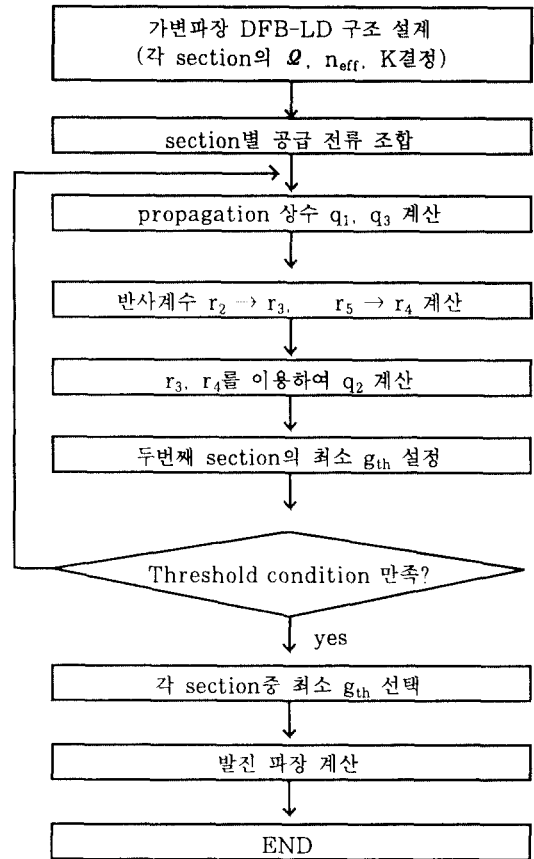 가변파장 DFB-LD 구조 설계
(각 section의 ℓ, n_eff, K결정)
section별 공급 전류 조합
propagation 상수 q₁, q₃ 계산
반사계수 r₂ → r₃, r₅ → r₄ 계산
r₃, r₄를 이용하여 q₂ 계산
두번째 section의 최소 g_th 설정
Threshold condition 만족?
yes
각 section중 최소 g_th 선택
발진 파장 계산
END